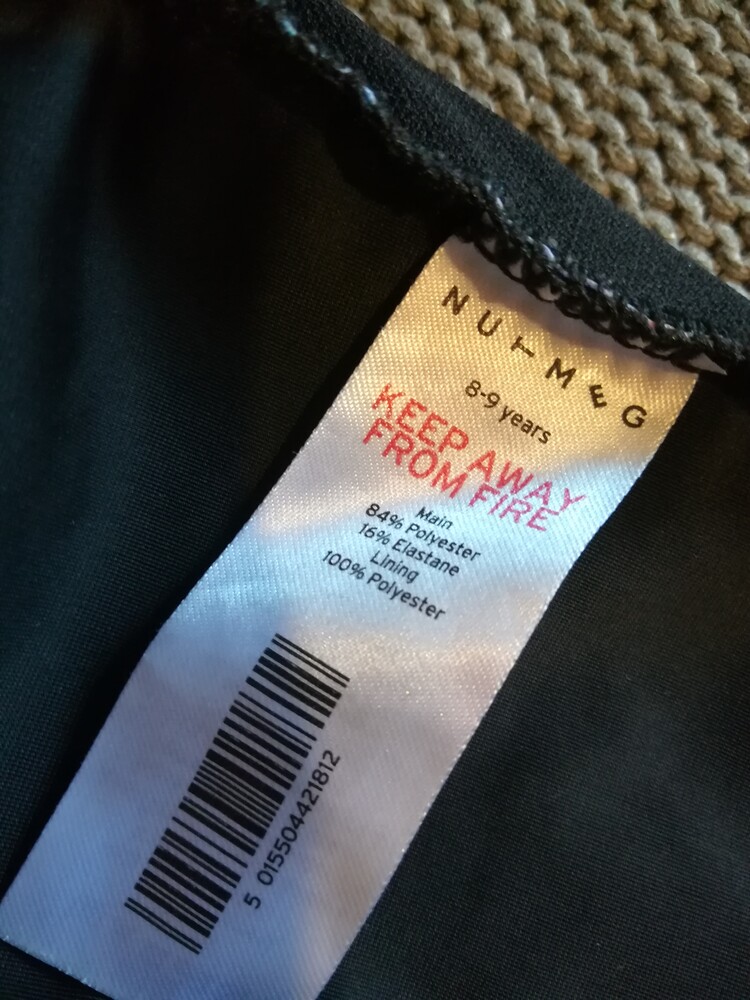 NUTMEG
8-9 years
KEEP AWAY
FROM FIRE
Main
84% Polyester
16% Elastane
Lining
100% Polyester
5 015504421812